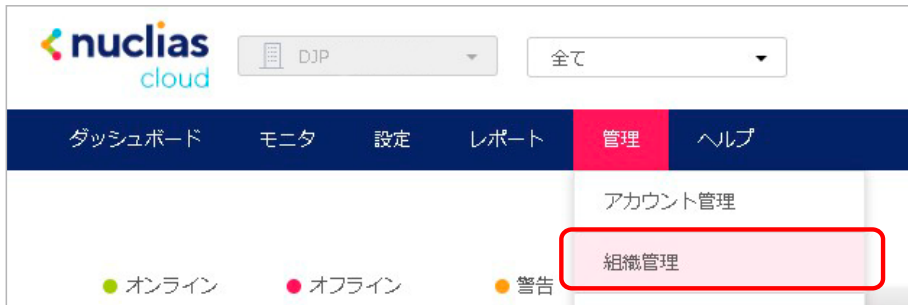 nuclias
cloud
DJP
全て
ダッシュボード モニタ 設定 レポート 管理 ヘルプ
アカウント管理
組織管理
オンライン オフライン 警告